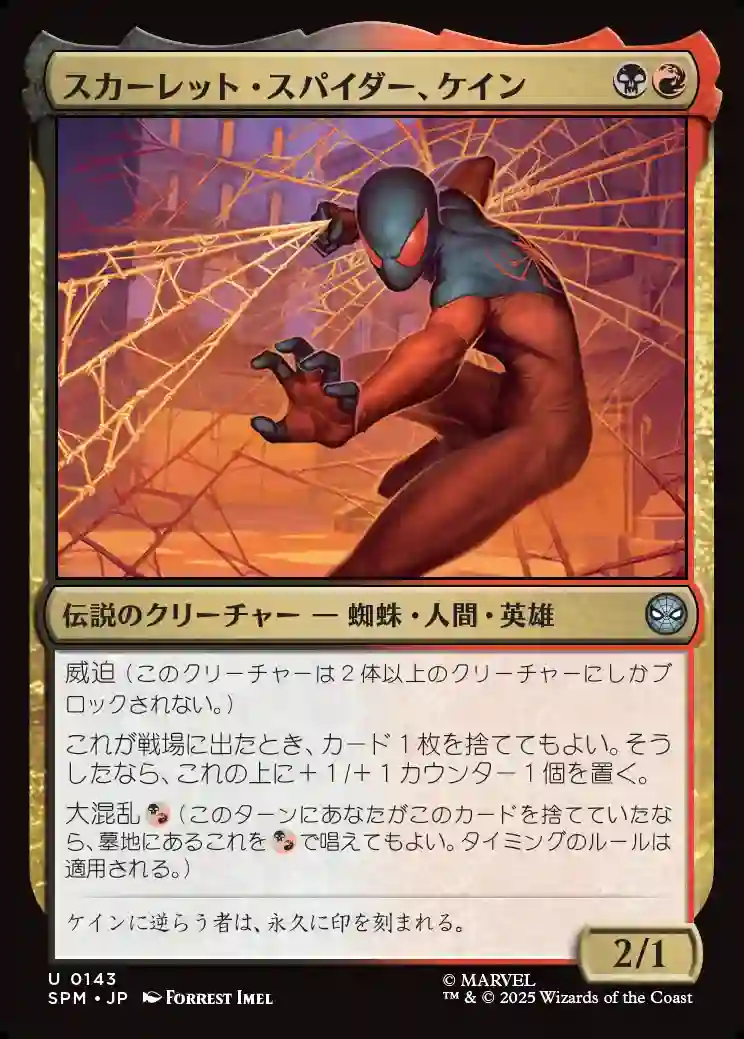 スカーレット・スパイダー、ケイン
伝説のクリーチャー ― 蜘蛛・人間・英雄
威迫（このクリーチャーは２体以上のクリーチャーにしかブ
ロックされない。）
これが戦場に出たとき、カード１枚を捨ててもよい。そう
したなら、これの上に＋１/＋１カウンター１個を置く。
大混乱（このターンにあなたがこのカードを捨てていたな
ら、墓地にあるこれをで唱えてもよい。タイミングのルールは
適用される。）
ケインに逆らう者は、永久に印を刻まれる。
2/1
U 0143
SPM • JP Forrest Imel
© MARVEL
™ & © 2025 Wizards of the Coast